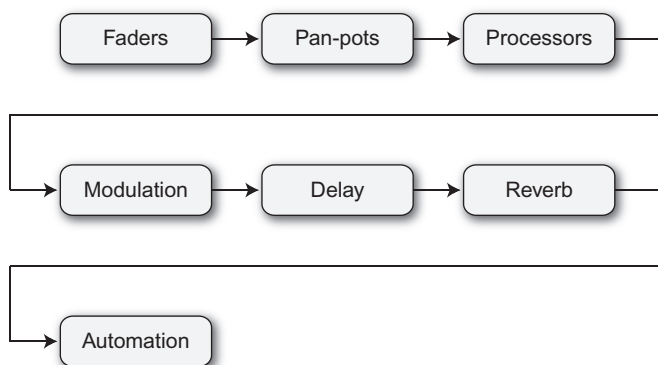 Faders Pan-pots Processors
Modulation Delay Reverb
Automation